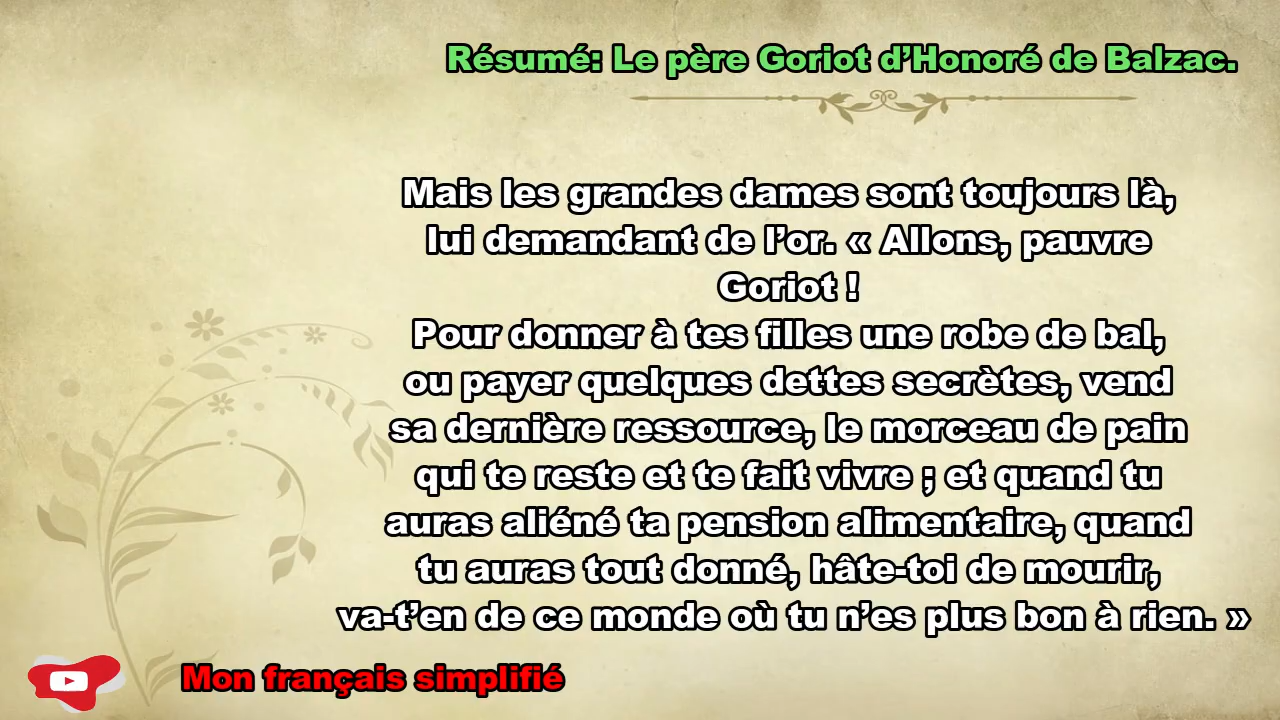 Résumé: Le père Goriot d’Honoré de Balzac.
Mais les grandes dames sont toujours là,
lui demandant de l’or. « Allons, pauvre
Goriot !
Pour donner à tes filles une robe de bal,
ou payer quelques dettes secrètes, vend
sa dernière ressource, le morceau de pain
qui te reste et te fait vivre ; et quand tu
auras aliéné ta pension alimentaire, quand
tu auras tout donné, hâte-toi de mourir,
va-t’en de ce monde où tu n’es plus bon à rien. »
Mon français simplifié